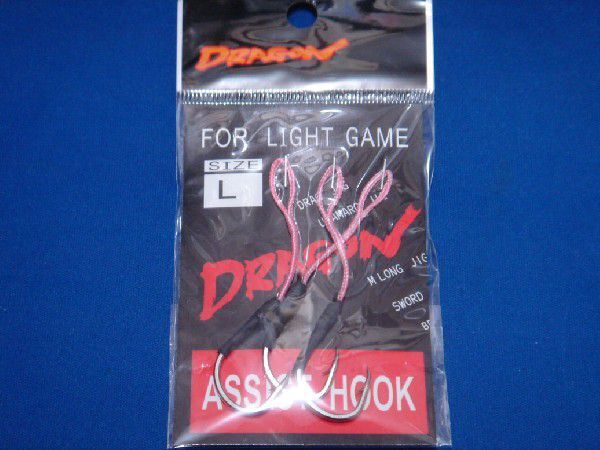 DRAGON
FOR LIGHT GAME
SIZE
L
DRAGON
M LONG JIG
SWORD
ASSIST HOOK